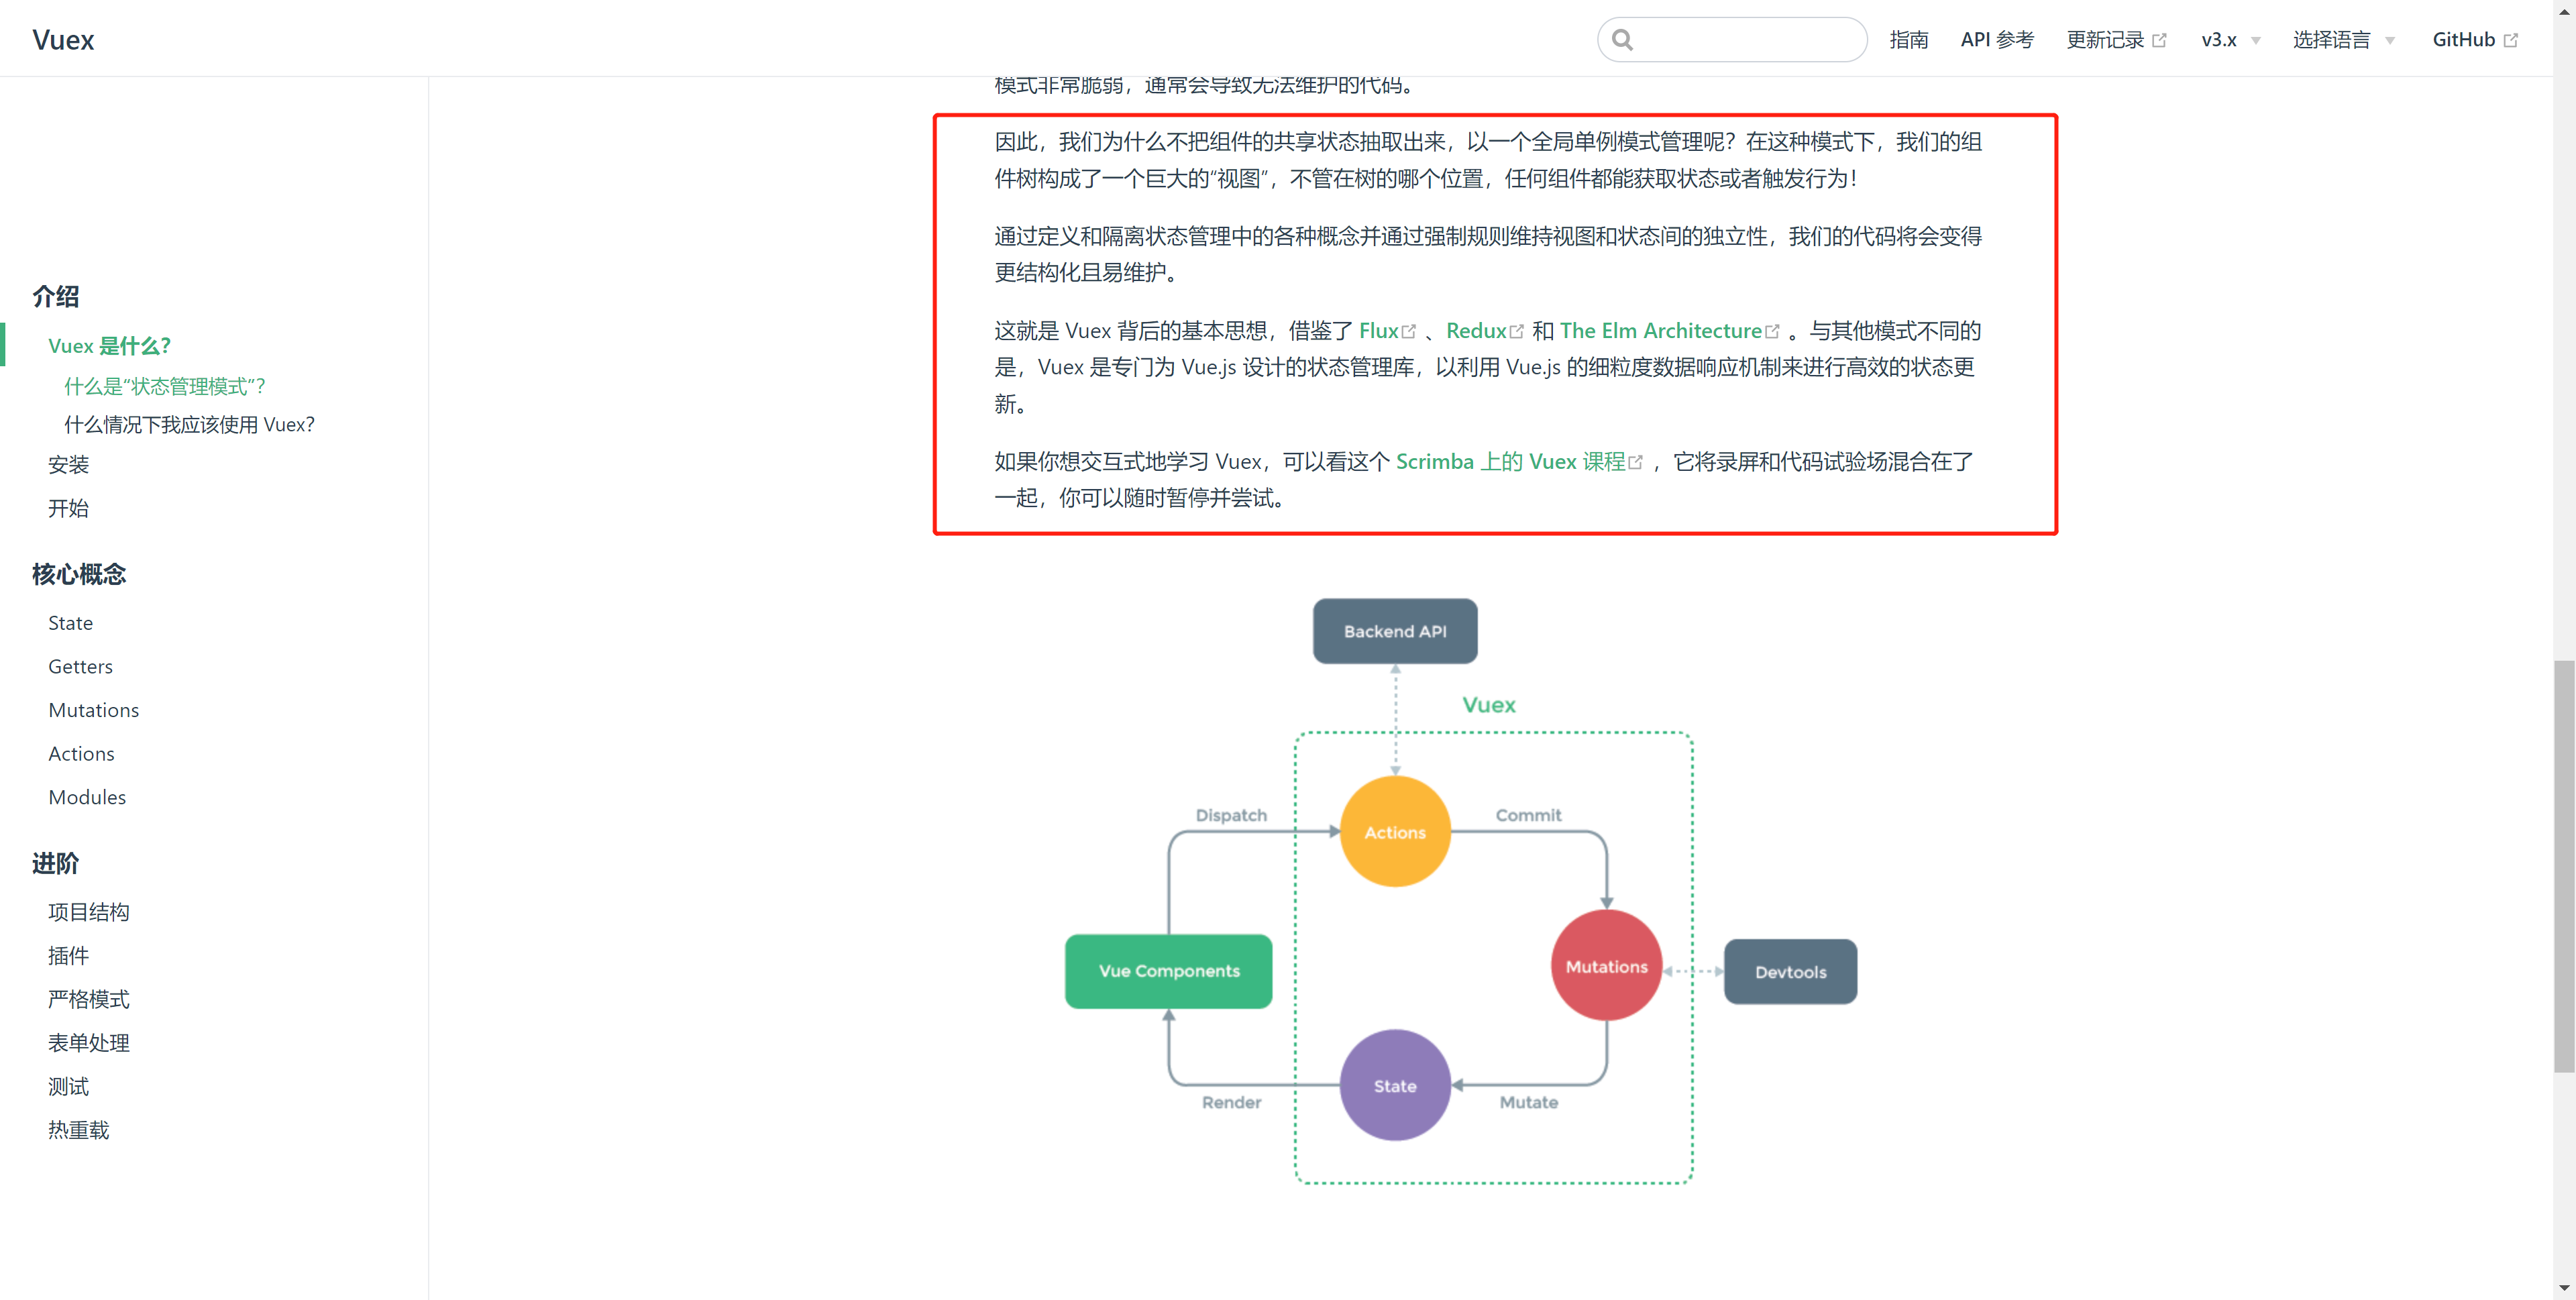 Vuex
指南
API 参考
更新记录
v3.x
选择语言
GitHub
介绍
Vuex 是什么？
什么是“状态管理模式”？
什么情况下我应该使用 Vuex？
安装
开始
核心概念
State
Getters
Mutations
Actions
Modules
进阶
项目结构
插件
严格模式
表单处理
测试
热重载
模式非常脆弱，通常会导致无法维护的代码。
因此，我们为什么不把组件的共享状态抽取出来，以一个全局单例模式管理呢？在这种模式下，我们的组
件树构成了一个巨大的“视图”，不管在树的哪个位置，任何组件都能获取状态或者触发行为！
通过定义和隔离状态管理中的各种概念并通过强制规则维持视图和状态间的独立性，我们的代码将会变得
更结构化且易维护。
这就是 Vuex 背后的基本思想，借鉴了 Flux 、Redux 和 The Elm Architecture 。与其他模式不同的
是，Vuex 是专门为 Vue.js 设计的状态管理库，以利用 Vue.js 的细粒度数据响应机制来进行高效的状态更
新。
如果你想交互式地学习 Vuex，可以看这个 Scrimba 上的 Vuex 课程 ，它将录屏和代码试验场混合在了
一起，你可以随时暂停并尝试。
Backend API
Vuex
Dispatch
Actions
Commit
Vue Components
Mutations
Devtools
State
Render
Mutate